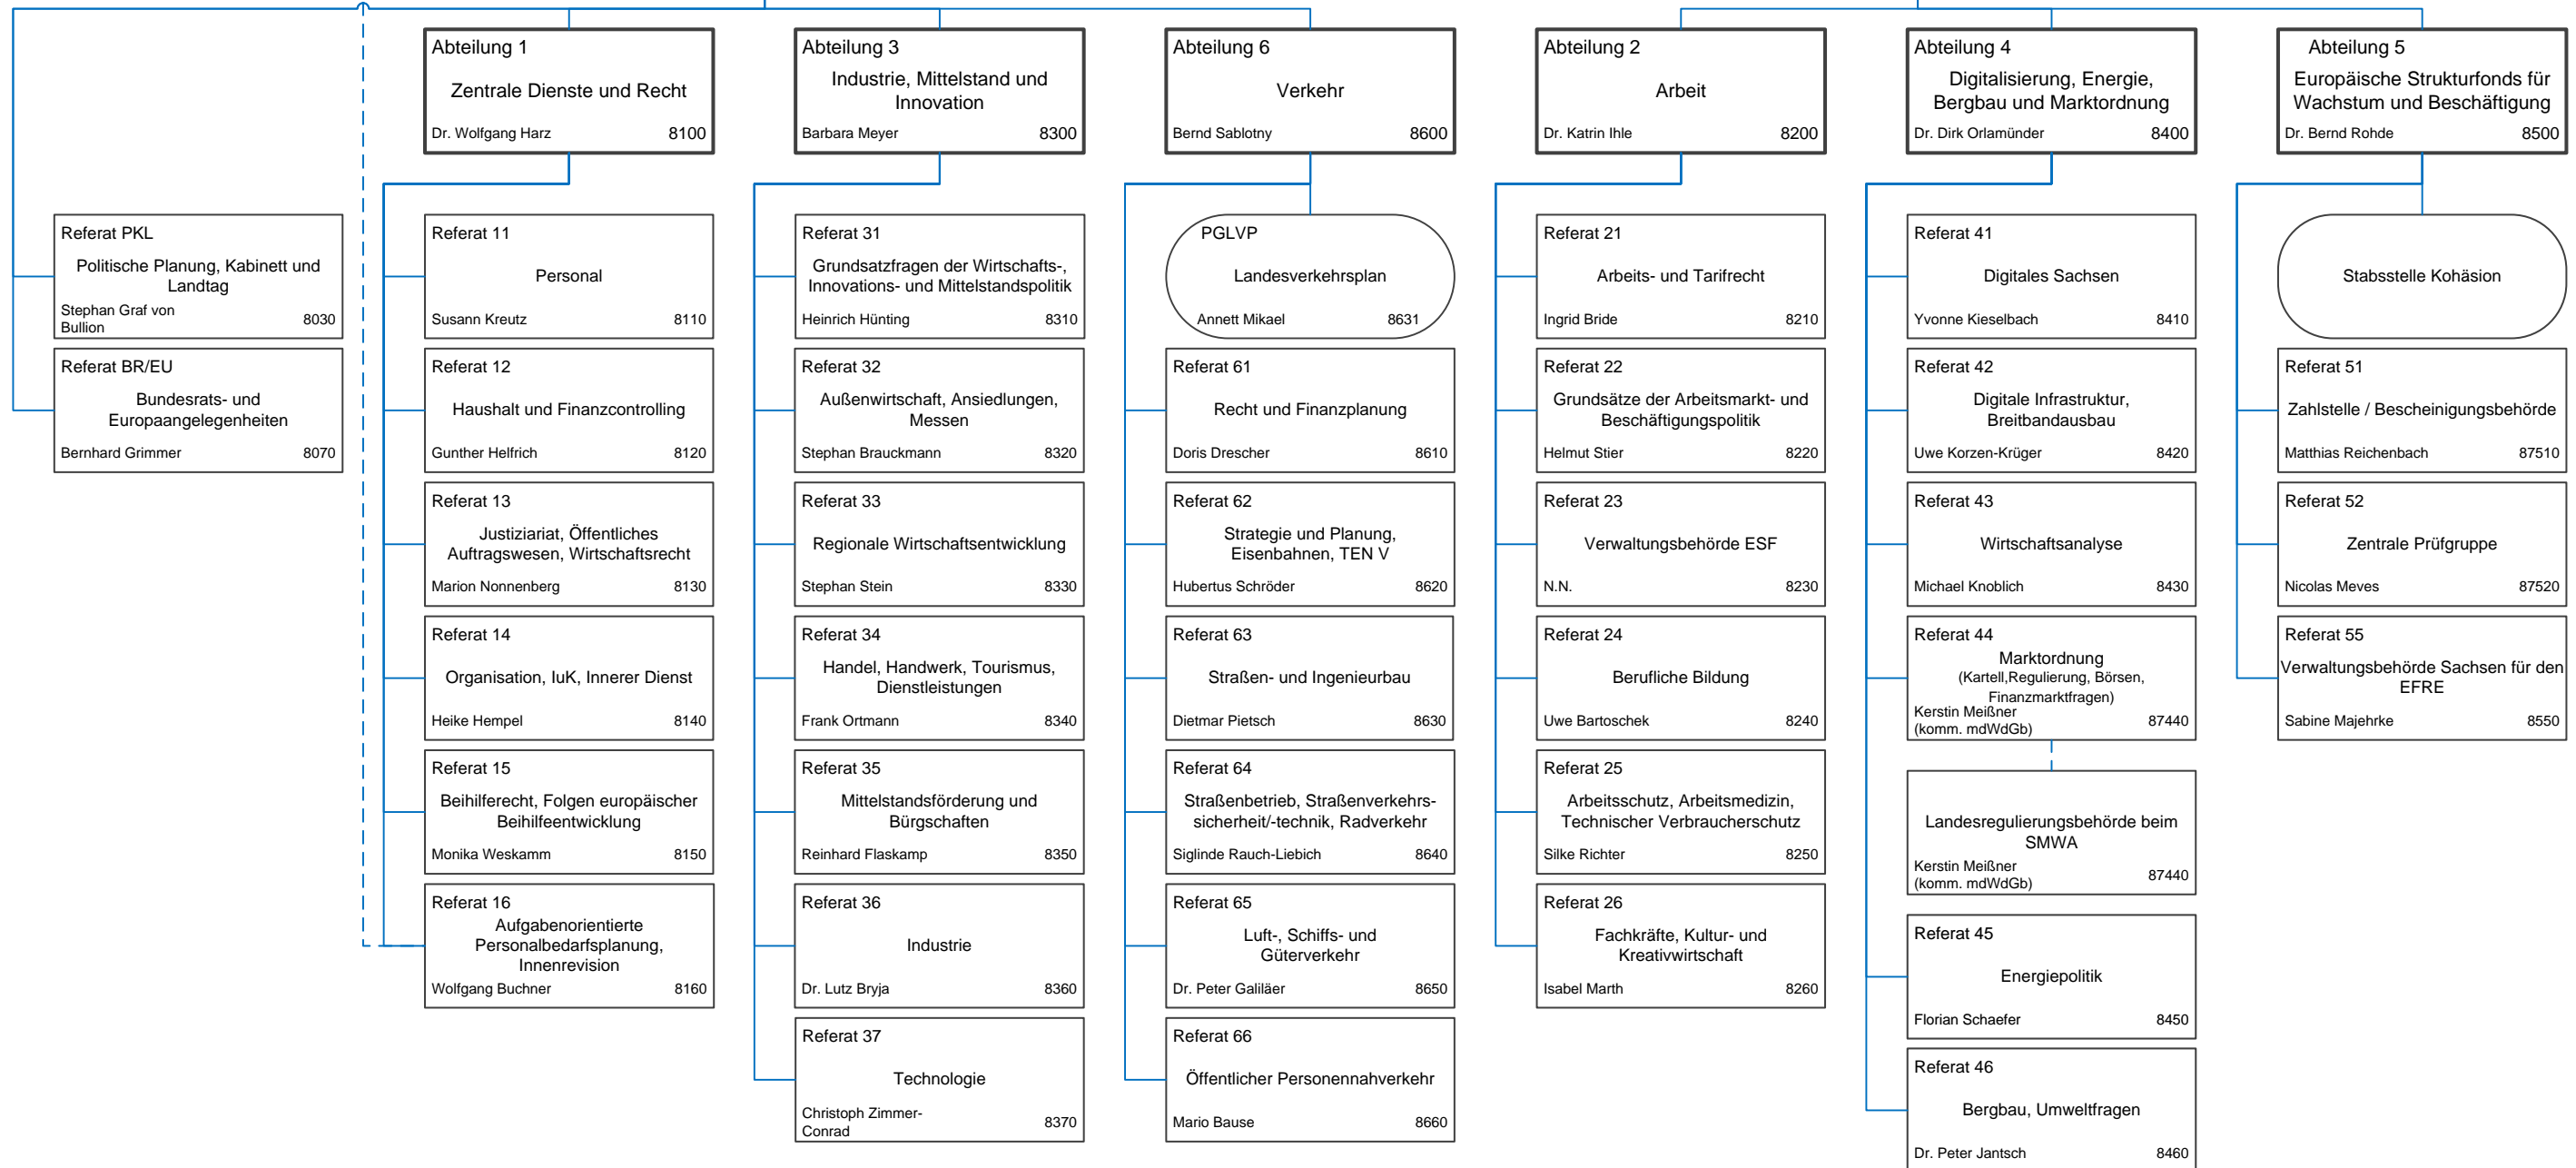 Referat PKL
Politische Planung, Kabinett und
Landtag
Stephan Graf von
Bullion
8030
Referat BR/EU
Bundesrats- und
Europaangelegenheiten
Bernhard Grimmer 8070
Abteilung 1
Zentrale Dienste und Recht
Dr. Wolfgang Harz 8100
Referat 11
Personal
Susann Kreutz 8110
Referat 12
Haushalt und Finanzcontrolling
Gunther Helfrich 8120
Referat 13
Justiziariat, Öffentliches
Auftragswesen, Wirtschaftsrecht
Marion Nonnenberg 8130
Referat 14
Organisation, IuK, Innerer Dienst
Heike Hempel 8140
Referat 15
Beihilferecht, Folgen europäischer
Beihilfeentwicklung
Monika Weskamm 8150
Referat 16
Aufgabenorientierte
Personalbedarfsplanung,
Innenrevision
Wolfgang Buchner 8160
Abteilung 3
Industrie, Mittelstand und
Innovation
Barbara Meyer 8300
Referat 31
Grundsatzfragen der Wirtschafts-,
Innovations- und Mittelstandspolitik
Heinrich Hünting 8310
Referat 32
Außenwirtschaft, Ansiedlungen,
Messen
Stephan Brauckmann 8320
Referat 33
Regionale Wirtschaftsentwicklung
Stephan Stein 8330
Referat 34
Handel, Handwerk, Tourismus,
Dienstleistungen
Frank Ortmann 8340
Referat 35
Mittelstandsförderung und
Bürgschaften
Reinhard Flaskamp 8350
Referat 36
Industrie
Dr. Lutz Bryja 8360
Referat 37
Technologie
Christoph Zimmer-
Conrad
8370
Abteilung 6
Verkehr
Bernd Sablotny 8600
PGLVP
Landesverkehrsplan
Annett Mikael 8631
Referat 61
Recht und Finanzplanung
Doris Drescher 8610
Referat 62
Strategie und Planung,
Eisenbahnen, TEN V
Hubertus Schröder 8620
Referat 63
Straßen- und Ingenieurbau
Dietmar Pietsch 8630
Referat 64
Straßenbetrieb, Straßenverkehrs-
sicherheit/-technik, Radverkehr
Siglinde Rauch-Liebich 8640
Referat 65
Luft-, Schiffs- und
Güterverkehr
Dr. Peter Galiläer 8650
Referat 66
Öffentlicher Personennahverkehr
Mario Bause 8660
Abteilung 2
Arbeit
Dr. Katrin Ihle 8200
Referat 21
Arbeits- und Tarifrecht
Ingrid Bride 8210
Referat 22
Grundsätze der Arbeitsmarkt- und
Beschäftigungspolitik
Helmut Stier 8220
Referat 23
Verwaltungsbehörde ESF
N.N. 8230
Referat 24
Berufliche Bildung
Uwe Bartoschek 8240
Referat 25
Arbeitsschutz, Arbeitsmedizin,
Technischer Verbraucherschutz
Silke Richter 8250
Referat 26
Fachkräfte, Kultur- und
Kreativwirtschaft
Isabel Marth 8260
Abteilung 4
Digitalisierung, Energie,
Bergbau und Marktordnung
Dr. Dirk Orlamünder 8400
Referat 41
Digitales Sachsen
Yvonne Kieselbach 8410
Referat 42
Digitale Infrastruktur,
Breitbandausbau
Uwe Korzen-Krüger 8420
Referat 43
Wirtschaftsanalyse
Michael Knoblich 8430
Referat 44
Marktordnung
(Kartell,Regulierung, Börsen,
Finanzmarktfragen)
Kerstin Meißner
(komm. mdWdGb)
87440
Landesregulierungsbehörde beim
SMWA
Kerstin Meißner
(komm. mdWdGb)
87440
Referat 45
Energiepolitik
Florian Schaefer 8450
Referat 46
Bergbau, Umweltfragen
Dr. Peter Jantsch 8460
Abteilung 5
Europäische Strukturfonds für
Wachstum und Beschäftigung
Dr. Bernd Rohde 8500
Stabsstelle Kohäsion
Referat 51
Zahlstelle / Bescheinigungsbehörde
Matthias Reichenbach 87510
Referat 52
Zentrale Prüfgruppe
Nicolas Meves 87520
Referat 55
Verwaltungsbehörde Sachsen für den
EFRE
Sabine Majehrke 8550